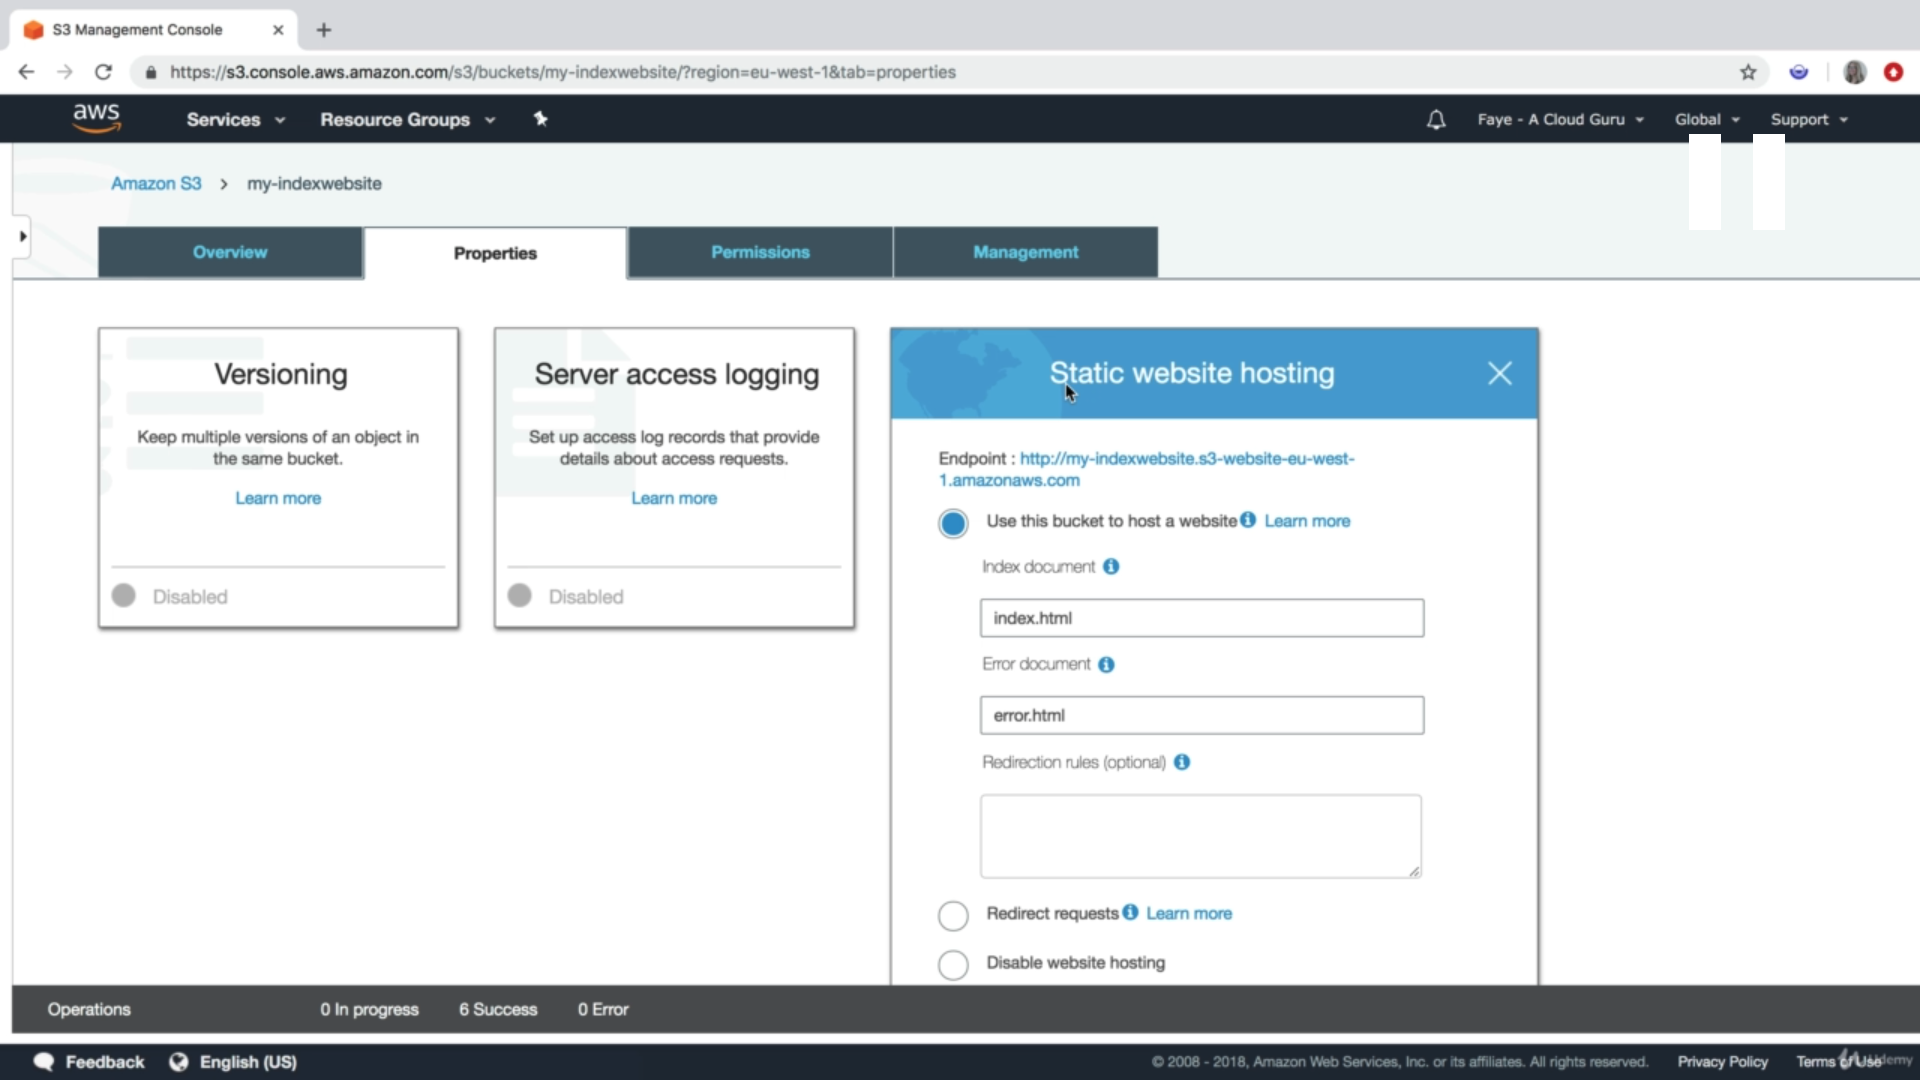 S3 Management Console
https://s3.console.aws.amazon.com/s3/buckets/my-indexwebsite/?region=eu-west-1&tab=properties
aws Services Resource Groups Faye - A Cloud Guru Global Support
Amazon S3 > my-indexwebsite
Overview Properties Permissions Management
Versioning
Keep multiple versions of an object in
the same bucket.
Learn more
Disabled
Server access logging
Set up access log records that provide
details about access requests.
Learn more
Disabled
Static website hosting
Endpoint : http://my-indexwebsite.s3-website-eu-west-
1.amazonaws.com
Use this bucket to host a website Learn more
Index document
index.html
Error document
error.html
Redirection rules (optional)
Redirect requests Learn more
Disable website hosting
Operations 0 In progress 6 Success 0 Error
Feedback English (US) © 2008 - 2018, Amazon Web Services, Inc. or its affiliates. All rights reserved. Privacy Policy Terms of Use